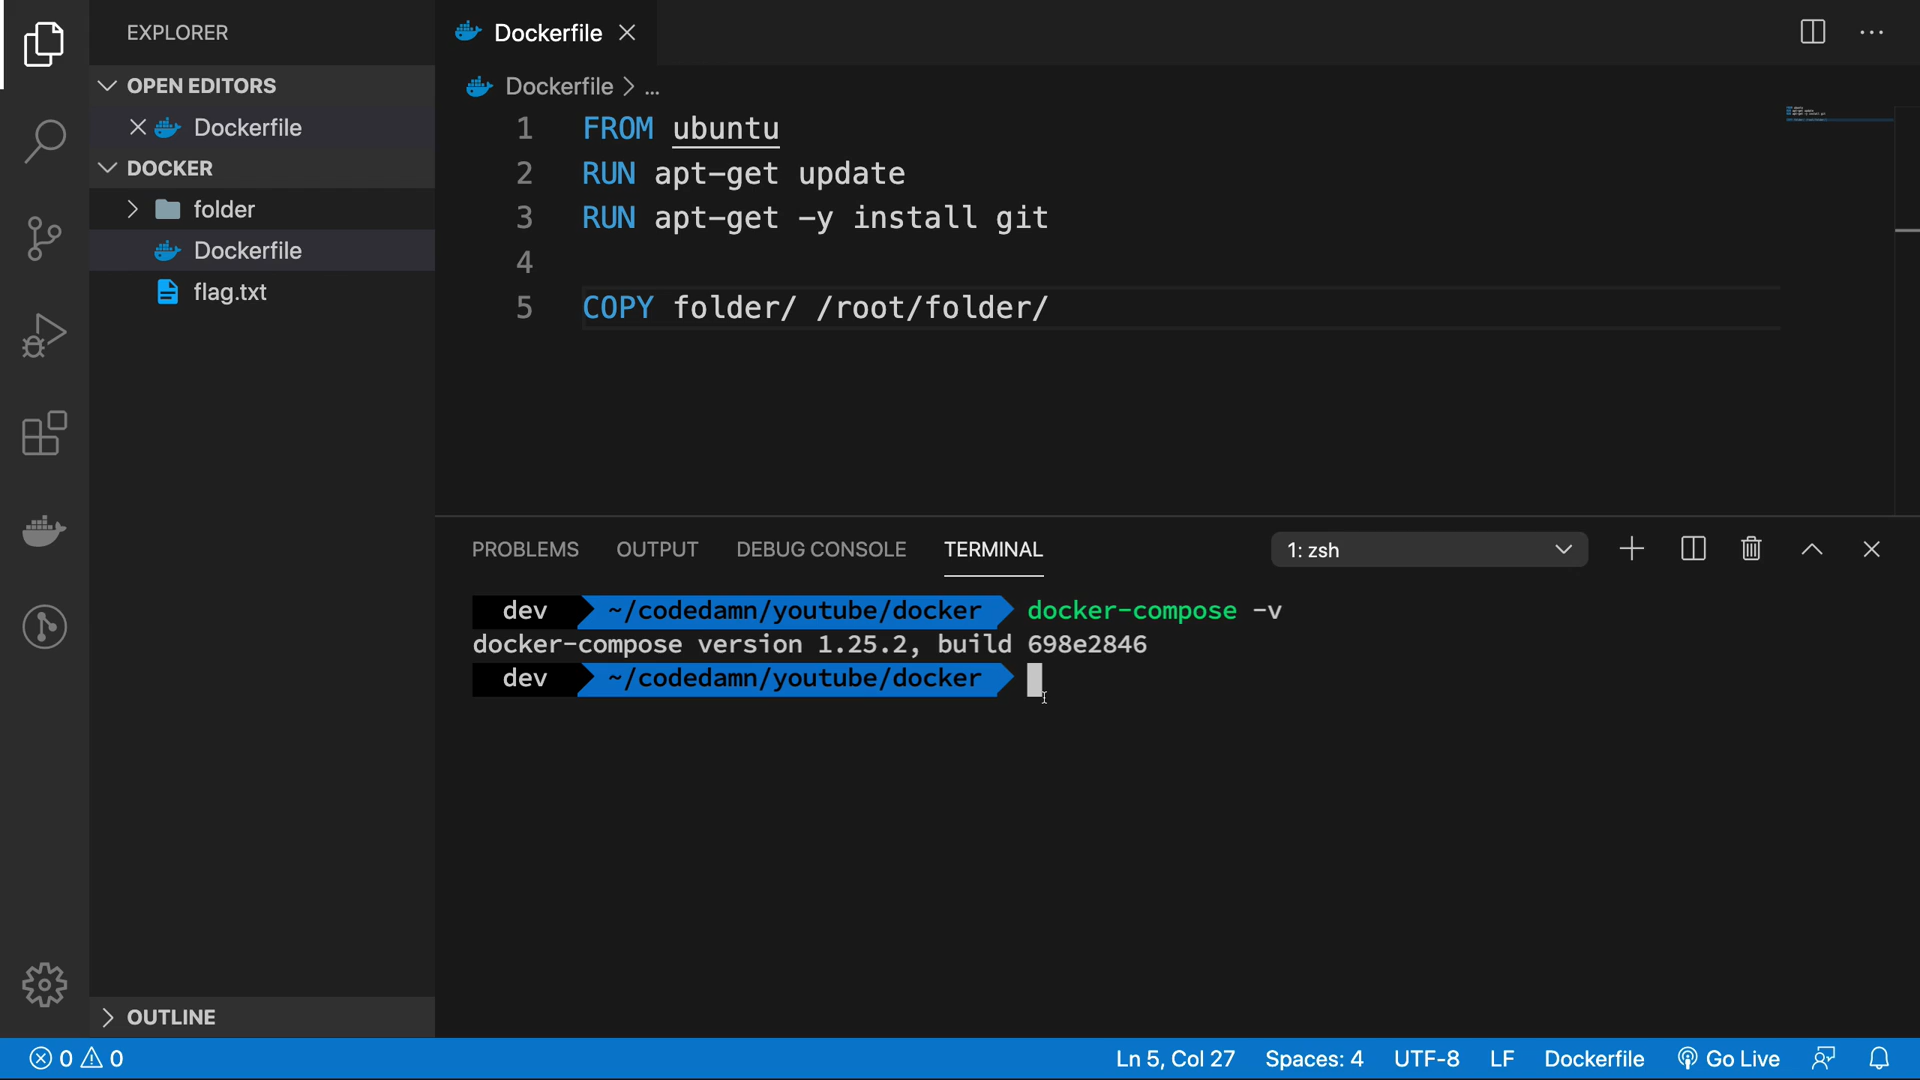 EXPLORER
OPEN EDITORS
Dockerfile
DOCKER
folder
Dockerfile
flag.txt
OUTLINE
Dockerfile
Dockerfile > ...
1 FROM ubuntu
2 RUN apt-get update
3 RUN apt-get -y install git
4
5 COPY folder/ /root/folder/
PROBLEMS OUTPUT DEBUG CONSOLE TERMINAL 1: zsh
dev ~/codedamn/youtube/docker docker-compose -v
docker-compose version 1.25.2, build 698e2846
dev ~/codedamn/youtube/docker
0 0 Ln 5, Col 27 Spaces: 4 UTF-8 LF Dockerfile Go Live